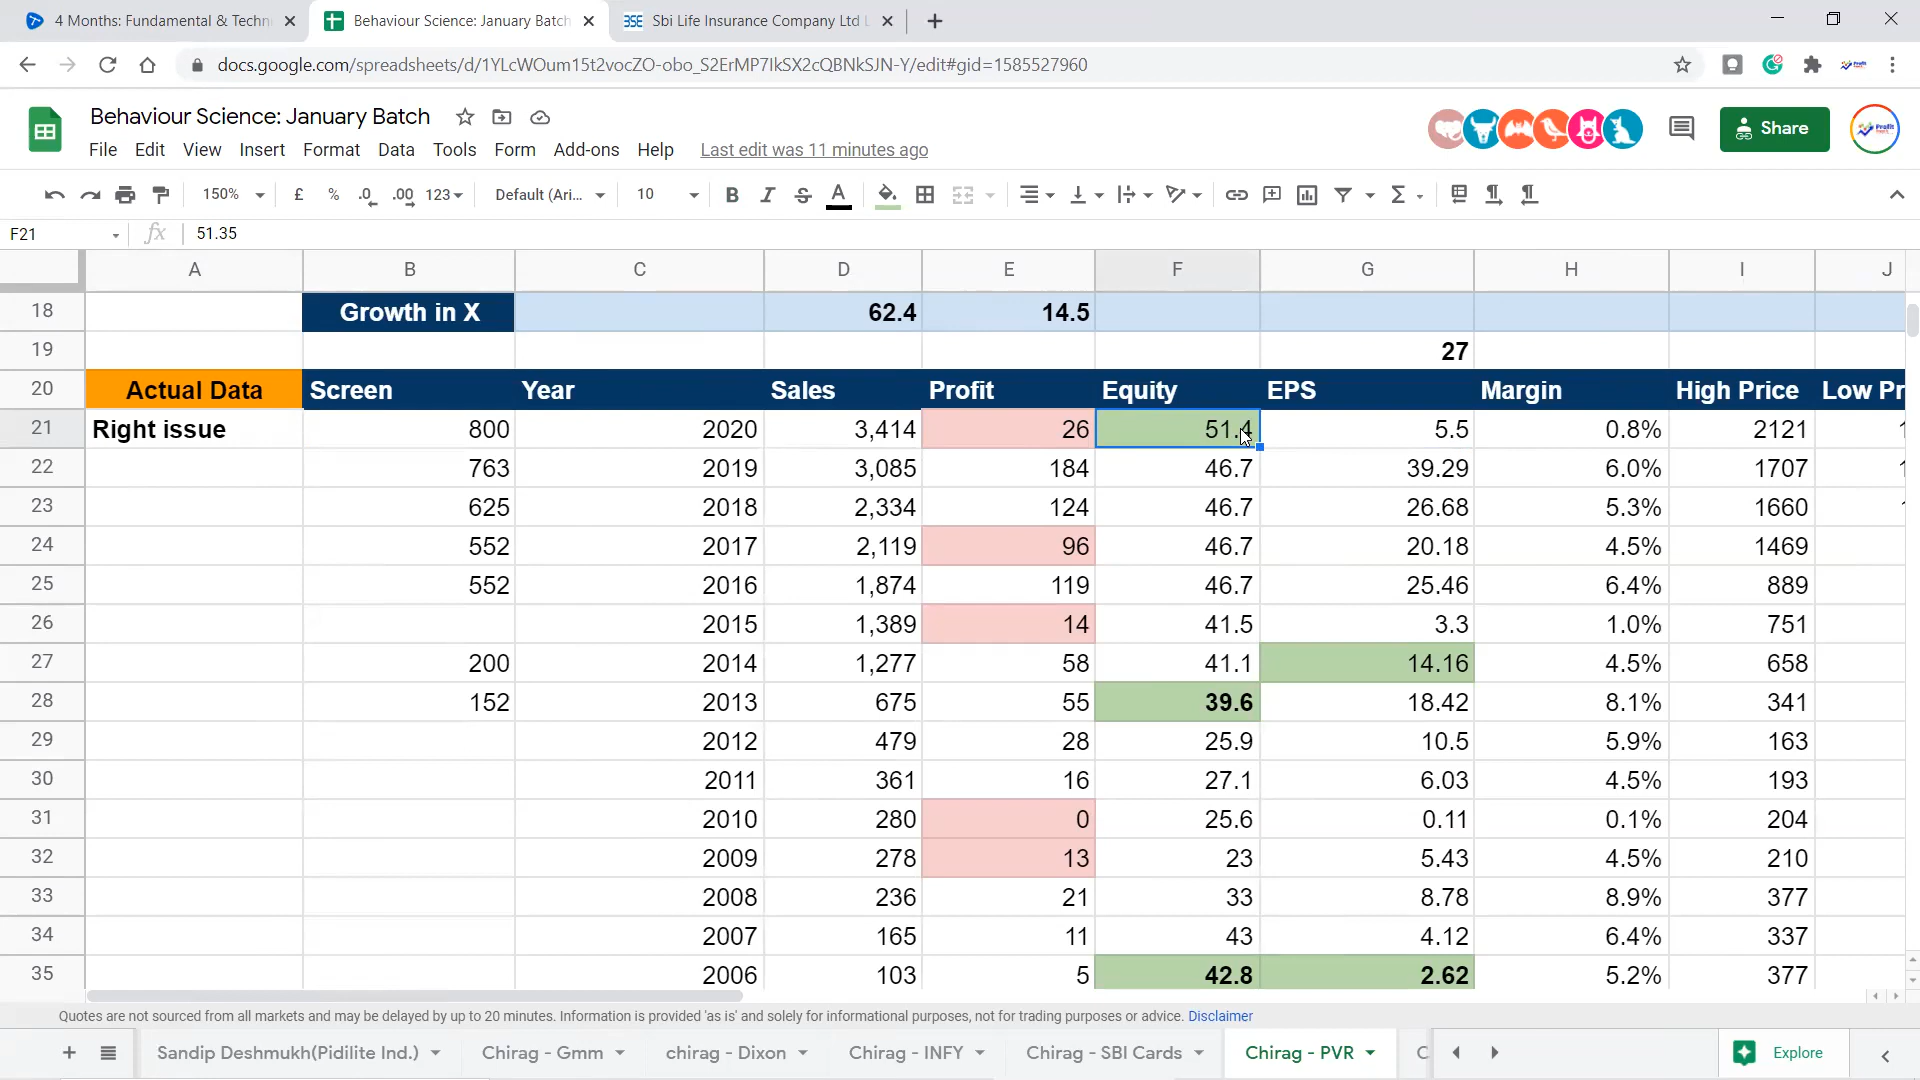 4 Months: Fundamental & Techn
Behaviour Science: January Batch
BSE
Sbi Life Insurance Company Ltd L
docs.google.com/spreadsheets/d/1YLcWOum15t2vocZO-obo_S2ErMP7IkSX2cQBNkSJN-Y/edit#gid=1585527960
Behaviour Science: January Batch
Share
File Edit View Insert Format Data Tools Form Add-ons Help Last edit was 11 minutes ago
150% £ % .0 .00 123 Default (Ari... 10 B I S A Σ
F21 fx 51.35
A B C D E F G H I J
18 Growth in X 62.4 14.5
19 27
20 Actual Data Screen Year Sales Profit Equity EPS Margin High Price Low Pr
21 Right issue 800 2020 3,414 26 51.4 5.5 0.8% 2121 1
22 763 2019 3,085 184 46.7 39.29 6.0% 1707 1
23 625 2018 2,334 124 46.7 26.68 5.3% 1660 1
24 552 2017 2,119 96 46.7 20.18 4.5% 1469
25 552 2016 1,874 119 46.7 25.46 6.4% 889
26 2015 1,389 14 41.5 3.3 1.0% 751
27 200 2014 1,277 58 41.1 14.16 4.5% 658
28 152 2013 675 55 39.6 18.42 8.1% 341
29 2012 479 28 25.9 10.5 5.9% 163
30 2011 361 16 27.1 6.03 4.5% 193
31 2010 280 0 25.6 0.11 0.1% 204
32 2009 278 13 23 5.43 4.5% 210
33 2008 236 21 33 8.78 8.9% 377
34 2007 165 11 43 4.12 6.4% 337
35 2006 103 5 42.8 2.62 5.2% 377
Quotes are not sourced from all markets and may be delayed by up to 20 minutes. Information is provided 'as is' and solely for informational purposes, not for trading purposes or advice. Disclaimer
Sandip Deshmukh(Pidilite Ind.) Chirag - Gmm chirag - Dixon Chirag - INFY Chirag - SBI Cards Chirag - PVR C Explore